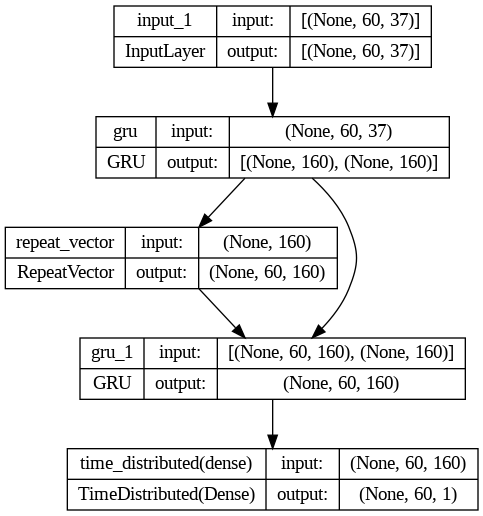 input_1 input: [(None, 60, 37)]
InputLayer output: [(None, 60, 37)]
gru input: (None, 60, 37)
GRU output: [(None, 160), (None, 160)]
repeat_vector input: (None, 160)
RepeatVector output: (None, 60, 160)
gru_1 input: [(None, 60, 160), (None, 160)]
GRU output: (None, 60, 160)
time_distributed(dense) input: (None, 60, 160)
TimeDistributed(Dense) output: (None, 60, 1)